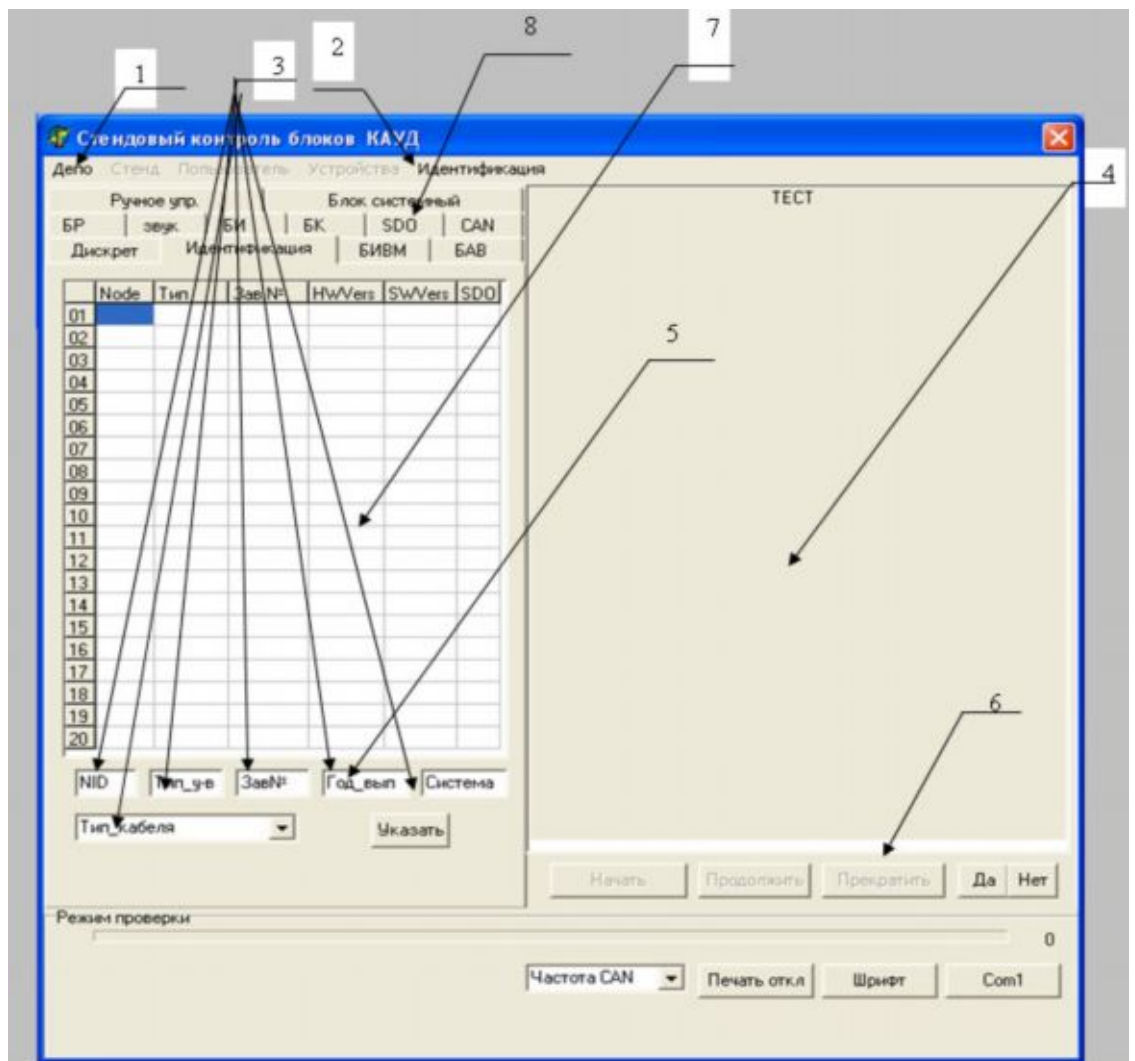 8
7
2
3
1
Стендовый контроль блоков КАУД
4
Депо Стенд Пользователь Устройства Идентификация
Ручное упр. Блок системный ТЕСТ
БР звук БИ БК SDO CAN
Дискрет Идентификация БИВМ БАВ
Node Тип Зав.№ HWVers SWVers SDO
01
02
03
5
04
05
06
07
08
09
10
11
12
13
14
15
16
17
18
6
19
20
NID Тип_у-в Зав№ Год_вып Система
Тип_кабеля Указать
Начать Продолжить Прекратить Да Нет
Режим проверки
0
Частота CAN Печать откл Шрифт Com1